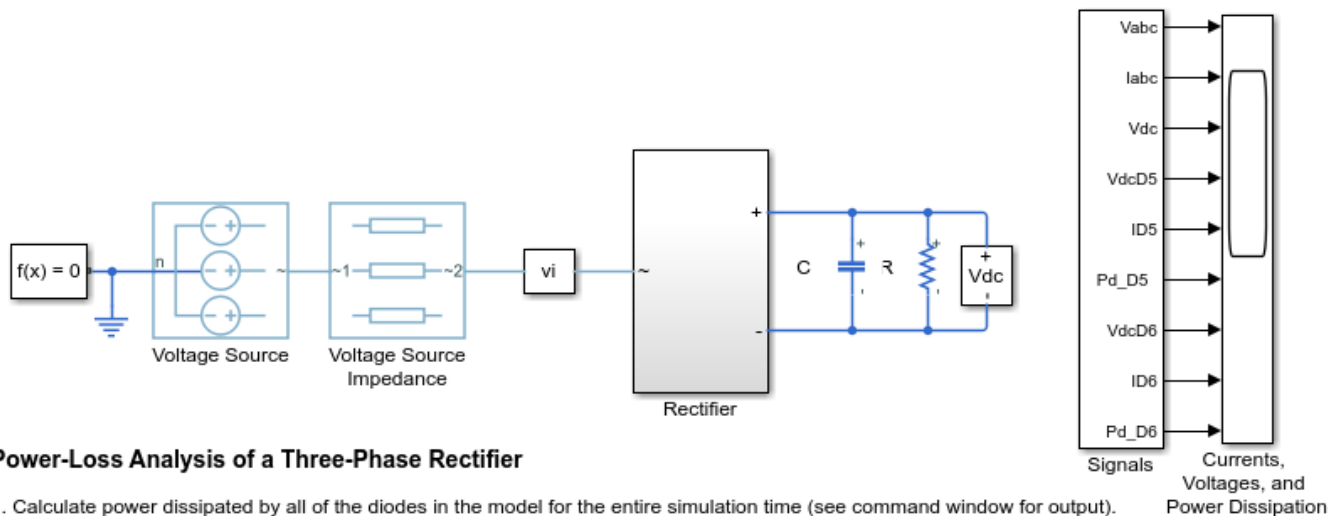 Vabc
Iabc
Vdc
VdcD5
ID5
Pd_D5
VdcD6
ID6
Pd_D6
Signals
Currents,
Voltages, and
Power Dissipation
f(x) = 0
n
- +
- +
- +
~
Voltage Source
~1
~2
Voltage Source
Impedance
vi
~
+
-
Rectifier
C
+
-
R
+
-
+
Vdc
-
Power-Loss Analysis of a Three-Phase Rectifier
. Calculate power dissipated by all of the diodes in the model for the entire simulation time (see command window for output).